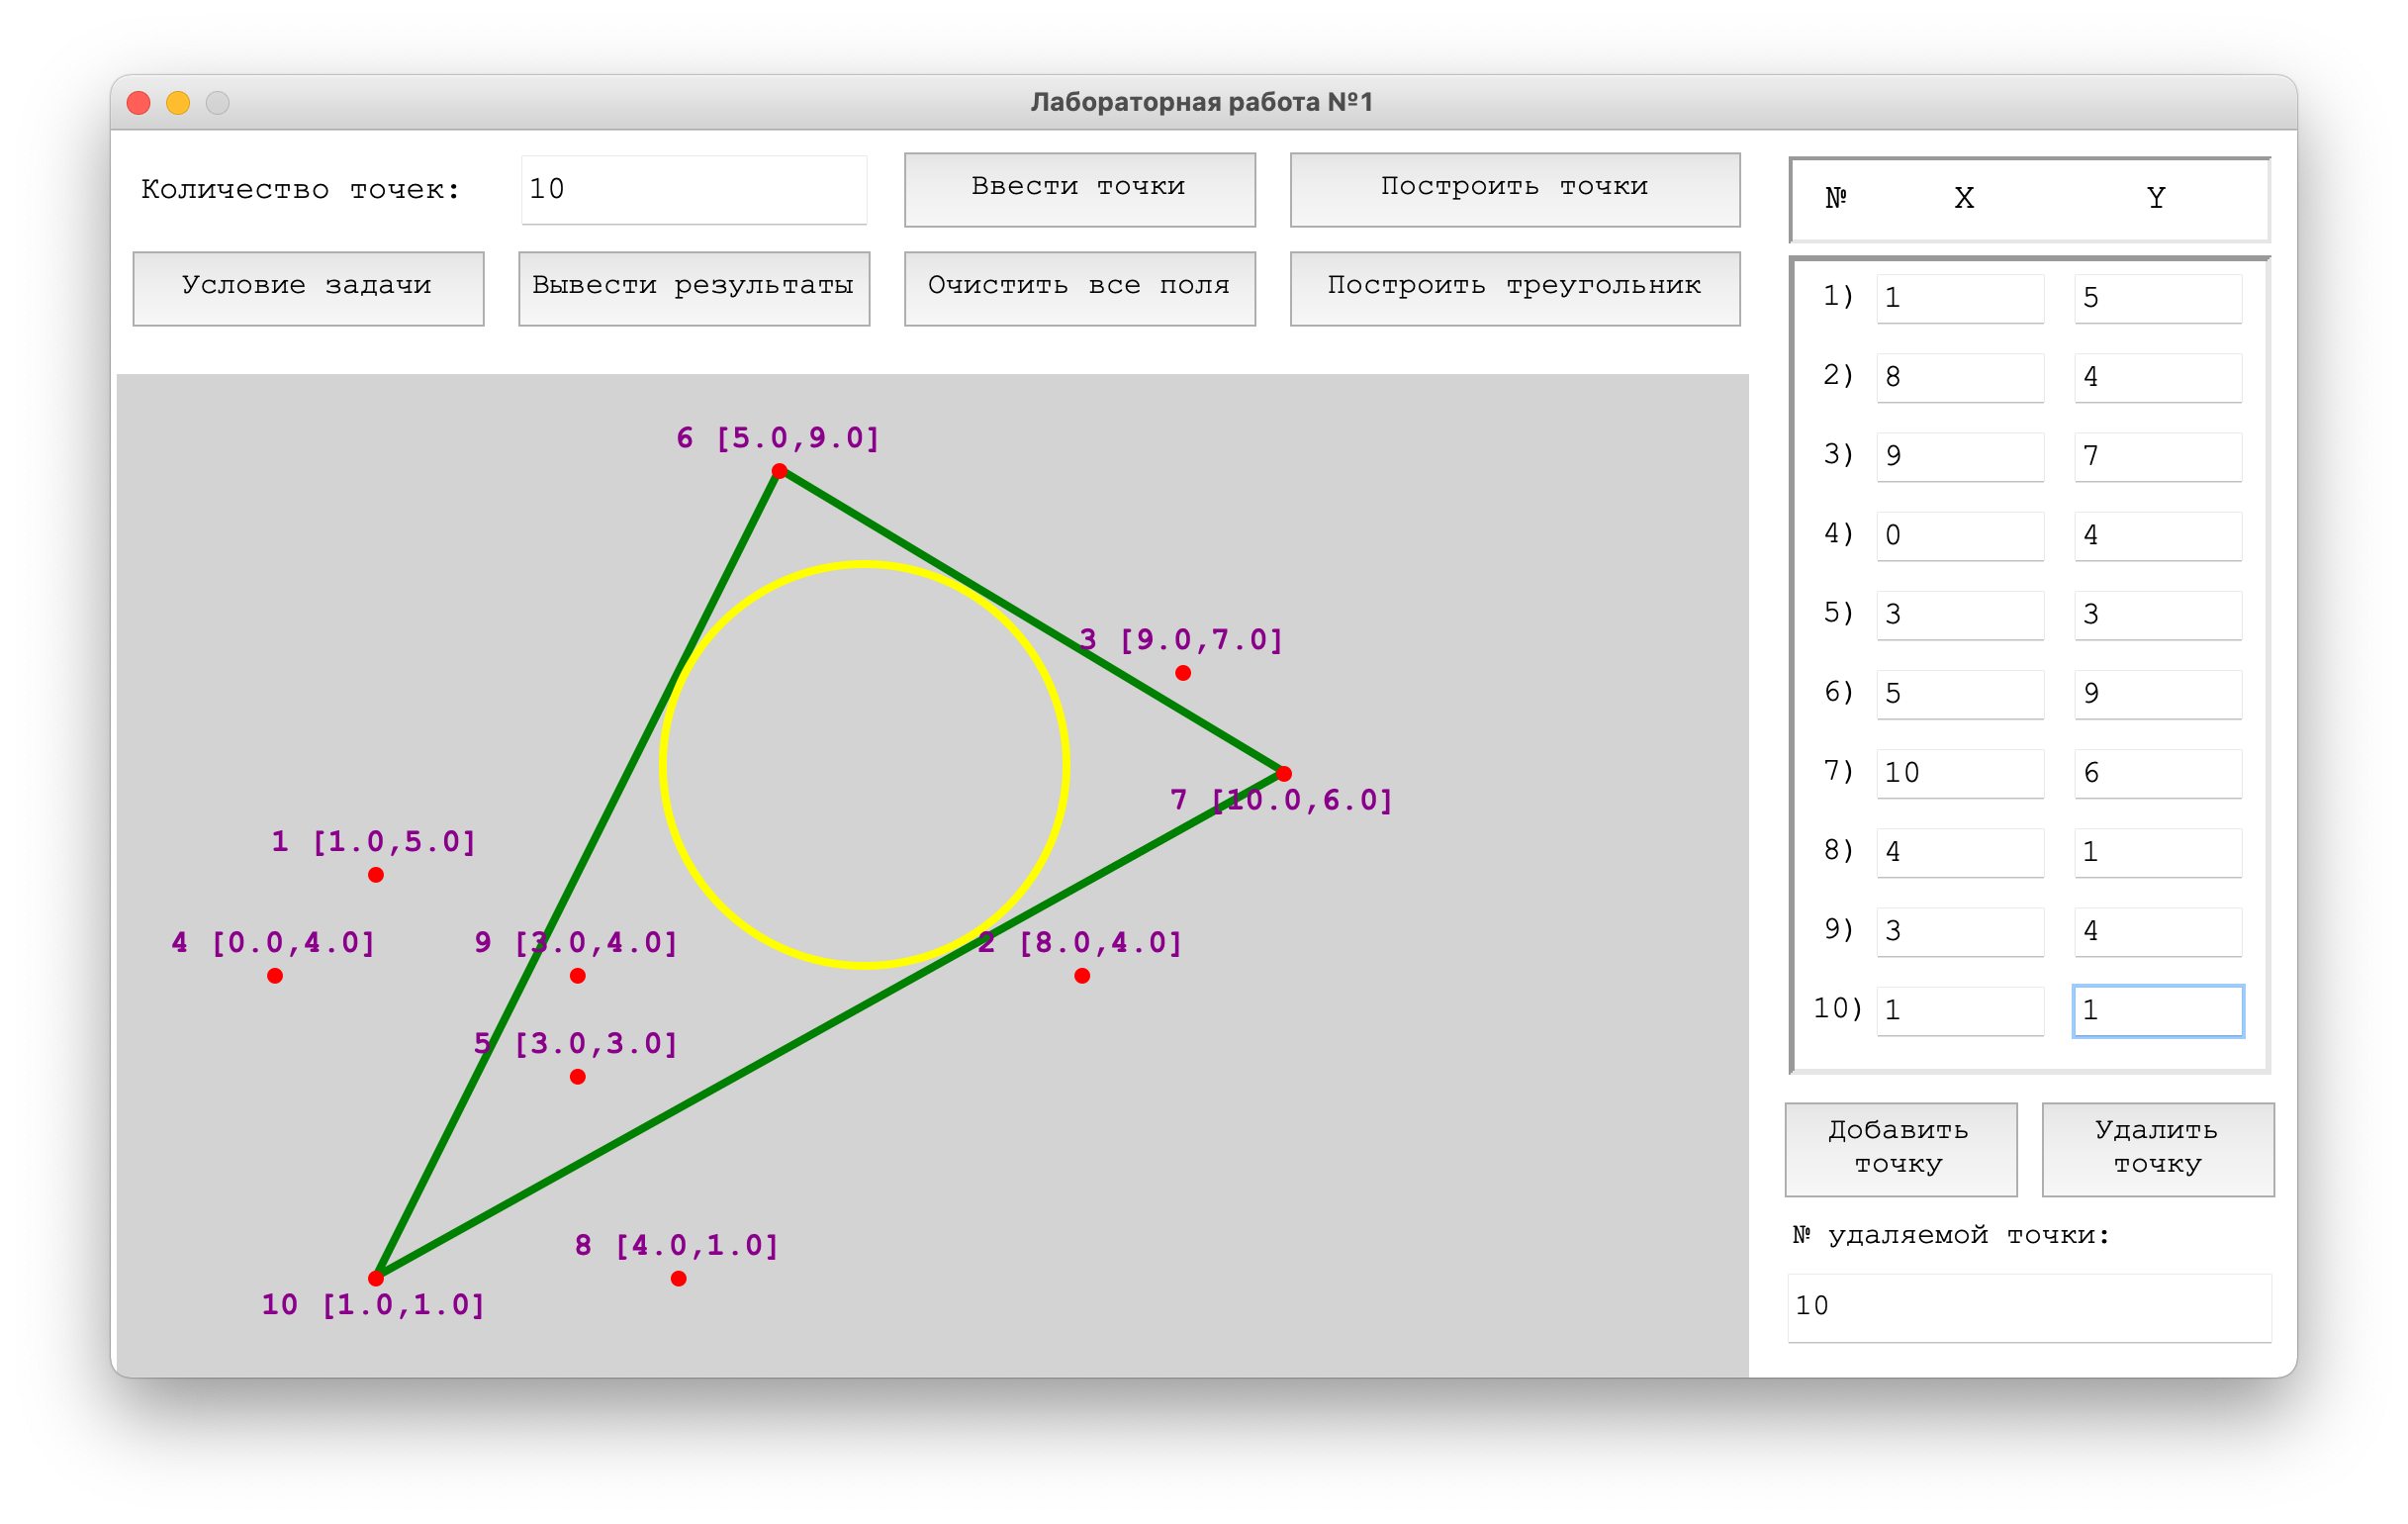 Лабораторная работа №1
Количество точек: 10 Ввести точки Построить точки
Условие задачи Вывести результаты Очистить все поля Построить треугольник
6 [5.0,9.0]
3 [9.0,7.0]
7 [10.0,6.0]
1 [1.0,5.0]
4 [0.0,4.0] 9 [3.0,4.0] 2 [8.0,4.0]
5 [3.0,3.0]
8 [4.0,1.0]
10 [1.0,1.0]
№ X Y
1) 1 5
2) 8 4
3) 9 7
4) 0 4
5) 3 3
6) 5 9
7) 10 6
8) 4 1
9) 3 4
10) 1 1
Добавить точку
Удалить точку
№ удаляемой точки:
10